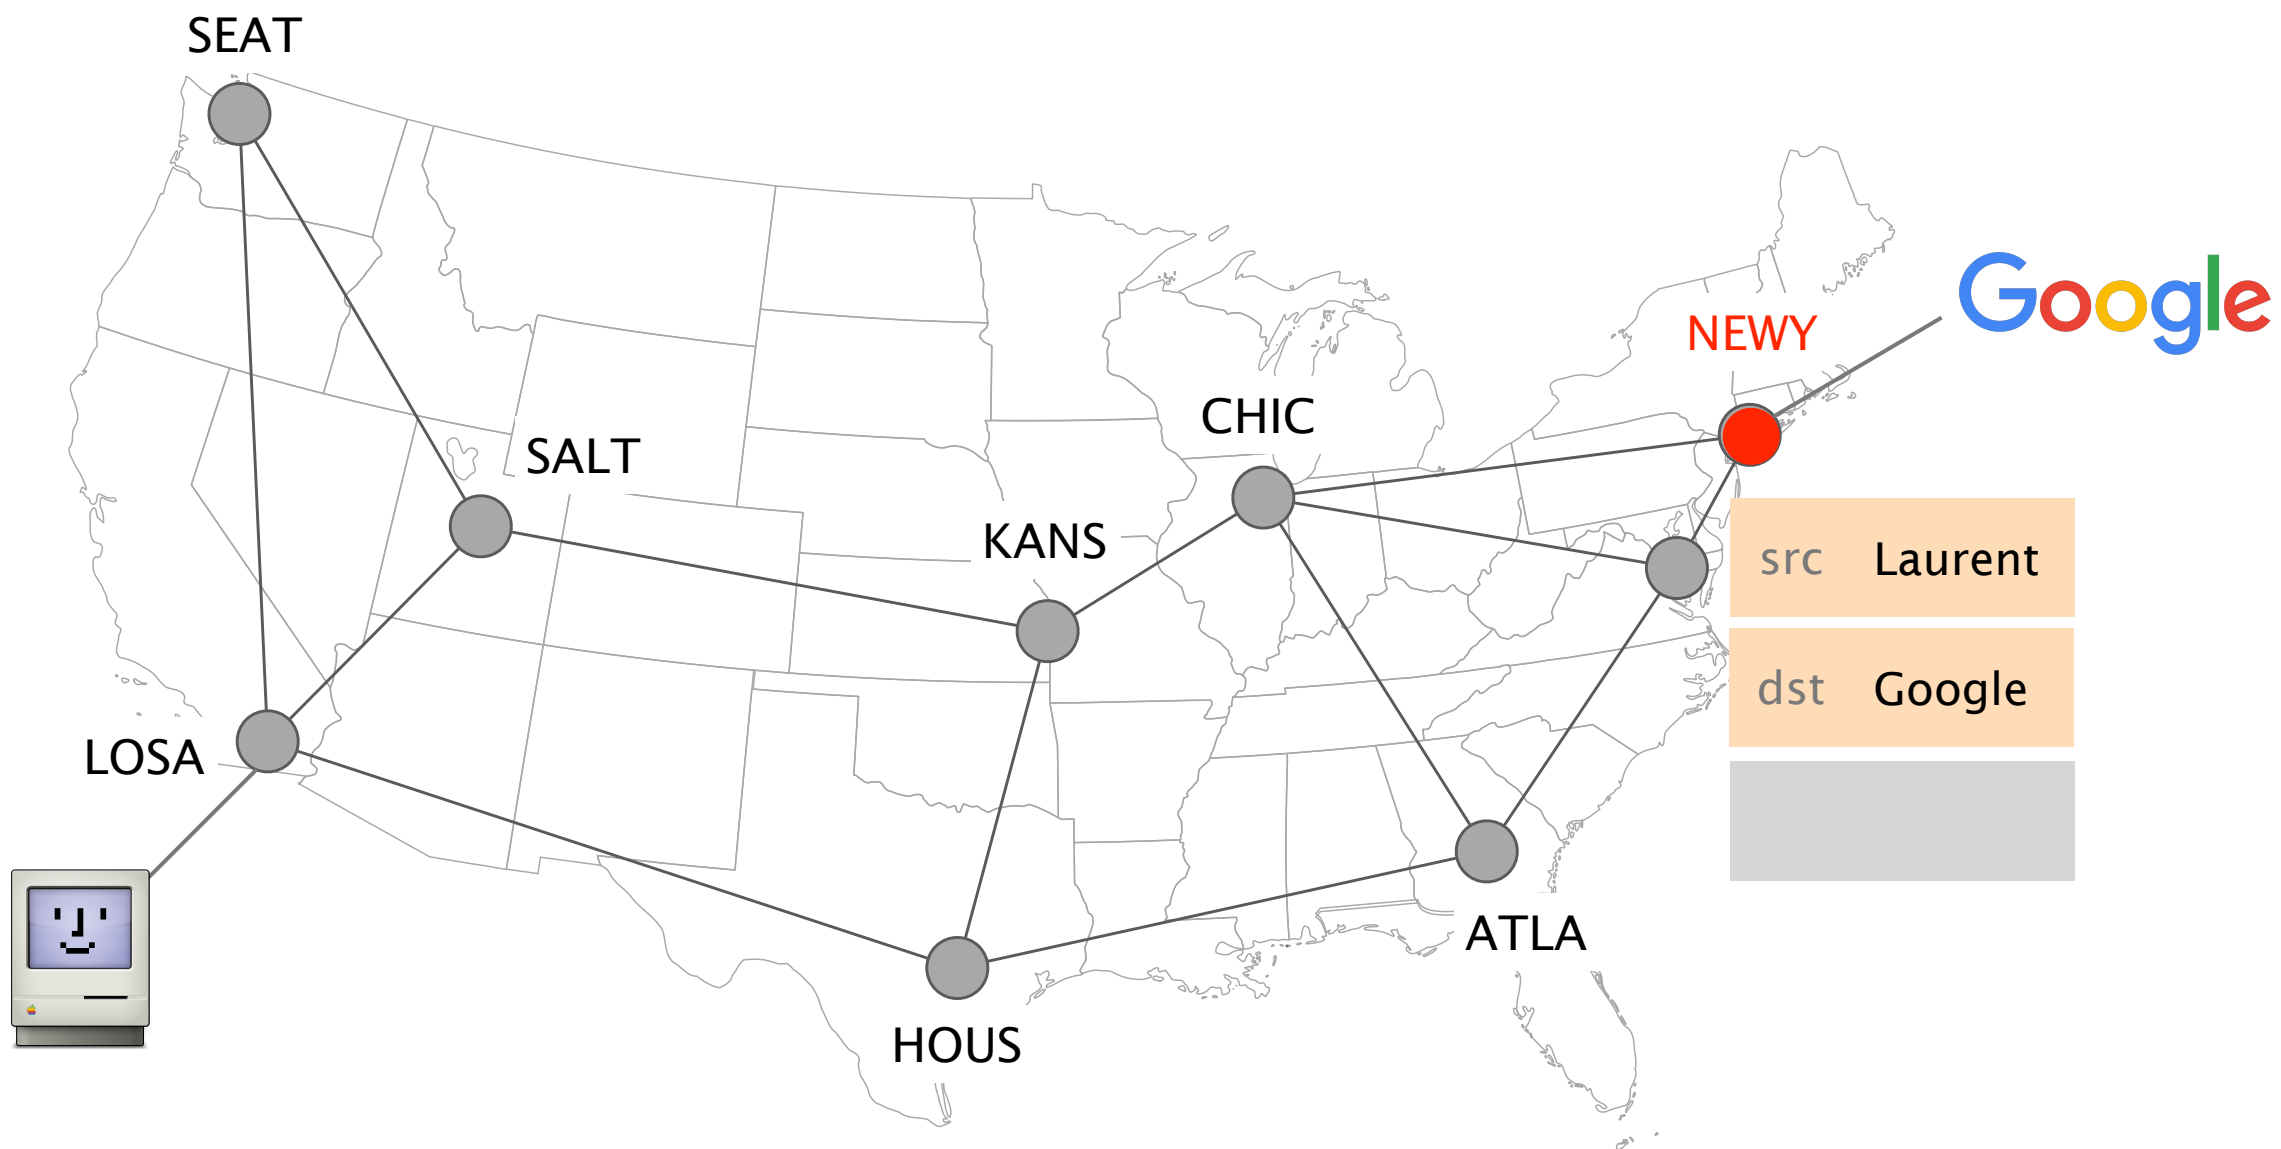 SEAT
Google
NEWY
CHIC
SALT
KANS
src Laurent
dst Google
LOSA
ATLA
HOUS